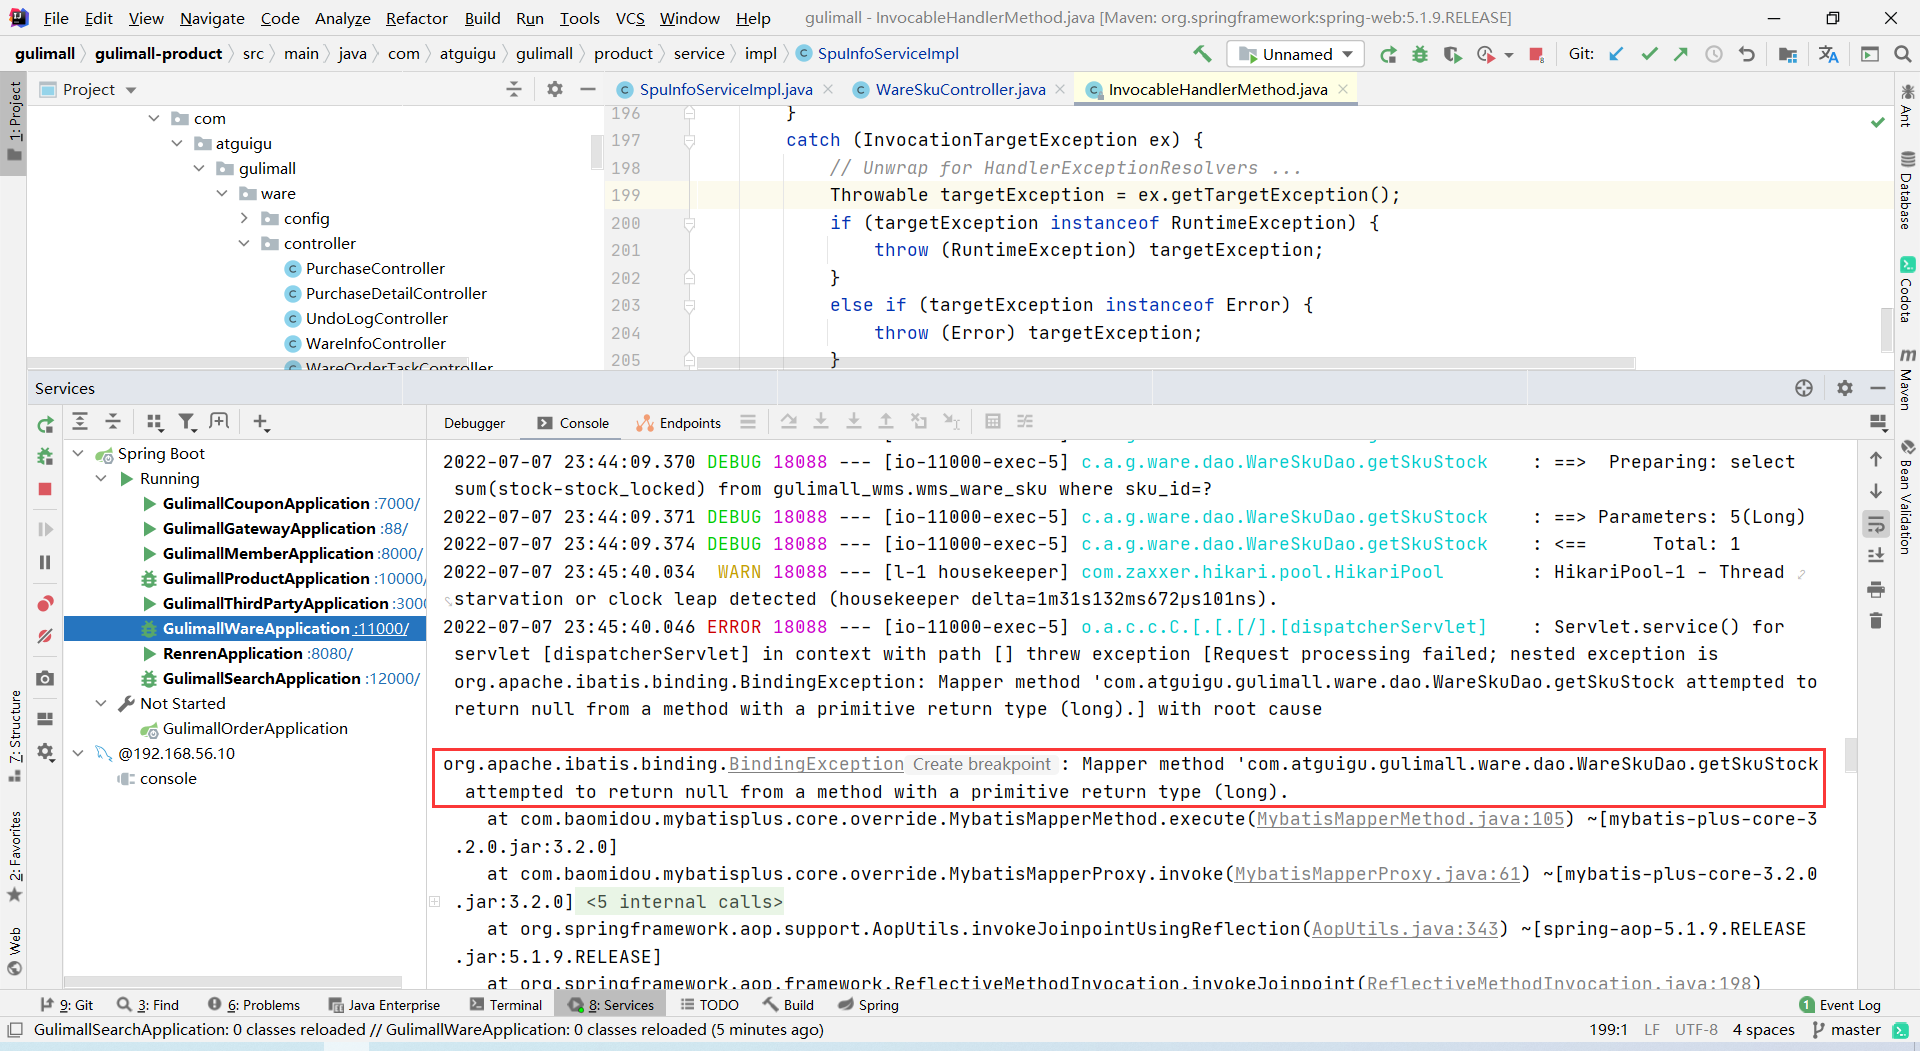 File Edit View Navigate Code Analyze Refactor Build Run Tools VCS Window Help gulimall - InvocableHandlerMethod.java [Maven: org.springframework:spring-web:5.1.9.RELEASE]
gulimall gulimall-product src main java com atguigu gulimall product service impl SpuInfoServiceImpl Unnamed Git:
Project SpuInfoServiceImpl.java WareSkuController.java InvocableHandlerMethod.java
1: Project
com
atguigu
gulimall
ware
config
controller
PurchaseController
PurchaseDetailController
UndoLogController
WareInfoController
WareOrderTaskController
196 }
197 catch (InvocationTargetException ex) {
198 // Unwrap for HandlerExceptionResolvers ...
199 Throwable targetException = ex.getTargetException();
200 if (targetException instanceof RuntimeException) {
201 throw (RuntimeException) targetException;
202 }
203 else if (targetException instanceof Error) {
204 throw (Error) targetException;
205 }
Ant
Database
Codota
Maven
Bean Validation
Services
Debugger Console Endpoints
Spring Boot
Running
GulimallCouponApplication :7000/
GulimallGatewayApplication :88/
GulimallMemberApplication :8000/
GulimallProductApplication :10000/
GulimallThirdPartyApplication :3000
GulimallWareApplication :11000/
RenrenApplication :8080/
GulimallSearchApplication :12000/
Not Started
GulimallOrderApplication
@192.168.56.10
console
2022-07-07 23:44:09.370 DEBUG 18088 --- [io-11000-exec-5] c.a.g.ware.dao.WareSkuDao.getSkuStock : ==> Preparing: select
sum(stock-stock_locked) from gulimall_wms.wms_ware_sku where sku_id=?
2022-07-07 23:44:09.371 DEBUG 18088 --- [io-11000-exec-5] c.a.g.ware.dao.WareSkuDao.getSkuStock : ==> Parameters: 5(Long)
2022-07-07 23:44:09.374 DEBUG 18088 --- [io-11000-exec-5] c.a.g.ware.dao.WareSkuDao.getSkuStock : <== Total: 1
2022-07-07 23:45:40.034 WARN 18088 --- [l-1 housekeeper] com.zaxxer.hikari.pool.HikariPool : HikariPool-1 - Thread
starvation or clock leap detected (housekeeper delta=1m31s132ms672µs101ns).
2022-07-07 23:45:40.046 ERROR 18088 --- [io-11000-exec-5] o.a.c.c.C.[.[.[/].[dispatcherServlet] : Servlet.service() for
servlet [dispatcherServlet] in context with path [] threw exception [Request processing failed; nested exception is
org.apache.ibatis.binding.BindingException: Mapper method 'com.atguigu.gulimall.ware.dao.WareSkuDao.getSkuStock attempted to
return null from a method with a primitive return type (long).] with root cause
org.apache.ibatis.binding.BindingException Create breakpoint : Mapper method 'com.atguigu.gulimall.ware.dao.WareSkuDao.getSkuStock
attempted to return null from a method with a primitive return type (long).
at com.baomidou.mybatisplus.core.override.MybatisMapperMethod.execute(MybatisMapperMethod.java:105) ~[mybatis-plus-core-3
.2.0.jar:3.2.0]
at com.baomidou.mybatisplus.core.override.MybatisMapperProxy.invoke(MybatisMapperProxy.java:61) ~[mybatis-plus-core-3.2.0
.jar:3.2.0] <5 internal calls>
at org.springframework.aop.support.AopUtils.invokeJoinpointUsingReflection(AopUtils.java:343) ~[spring-aop-5.1.9.RELEASE
.jar:5.1.9.RELEASE]
at org.springframework.aop.framework.ReflectiveMethodInvocation.invokeJoinpoint(ReflectiveMethodInvocation.java:198)
7: Structure
2: Favorites
Web
9: Git 3: Find 6: Problems Java Enterprise Terminal 8: Services TODO Build Spring 1 Event Log
GulimallSearchApplication: 0 classes reloaded // GulimallWareApplication: 0 classes reloaded (5 minutes ago) 199:1 LF UTF-8 4 spaces master